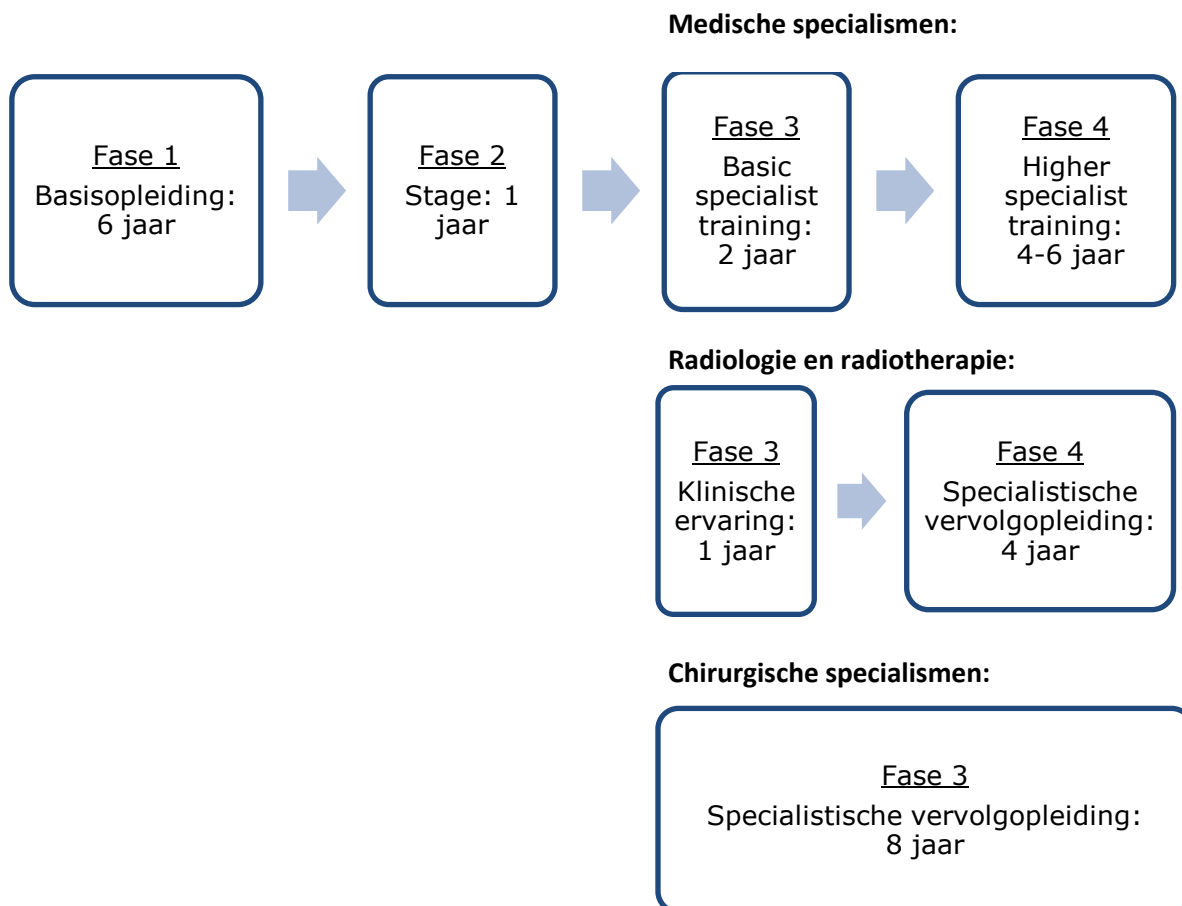 Medische specialismen:
Fase 1
Basisopleiding:
6 jaar
Fase 2
Stage: 1
jaar
Fase 3
Basic
specialist
training:
2 jaar
Fase 4
Higher
specialist
training:
4-6 jaar
Radiologie en radiotherapie:
Fase 3
Klinische
ervaring:
1 jaar
Fase 4
Specialistische
vervolgopleiding:
4 jaar
Chirurgische specialismen:
Fase 3
Specialistische vervolgopleiding:
8 jaar